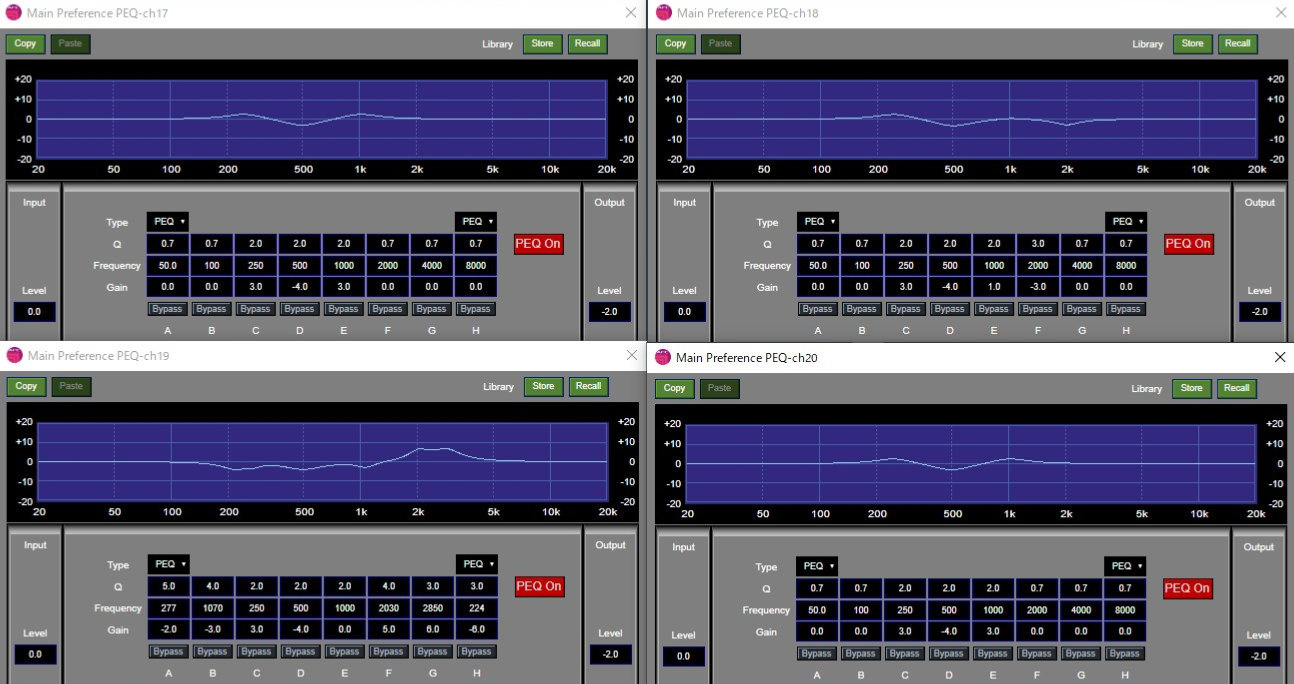 Main Preference PEQ-ch17
Copy Paste Library Store Recall
+20 +20
+10 +10
0 0
-10 -10
-20 -20
20 50 100 200 500 1k 2k 5k 10k 20k
Input Output
Type PEQ PEQ
Q 0.7 0.7 2.0 2.0 2.0 0.7 0.7 0.7 PEQ On
Frequency 50.0 100 250 500 1000 2000 4000 8000
Gain 0.0 0.0 3.0 -4.0 3.0 0.0 0.0 0.0
Level Level
0.0 Bypass Bypass Bypass Bypass Bypass Bypass Bypass Bypass -2.0
A B C D E F G H
Main Preference PEQ-ch18
Copy Paste Library Store Recall
+20 +20
+10 +10
0 0
-10 -10
-20 -20
20 50 100 200 500 1k 2k 5k 10k 20k
Input Output
Type PEQ PEQ
Q 0.7 0.7 2.0 2.0 2.0 3.0 0.7 0.7 PEQ On
Frequency 50.0 100 250 500 1000 2000 4000 8000
Gain 0.0 0.0 3.0 -4.0 1.0 -3.0 0.0 0.0
Level Level
0.0 Bypass Bypass Bypass Bypass Bypass Bypass Bypass Bypass -2.0
A B C D E F G H
Main Preference PEQ-ch19
Copy Paste Library Store Recall
+20 +20
+10 +10
0 0
-10 -10
-20 -20
20 50 100 200 500 1k 2k 5k 10k 20k
Input Output
Type PEQ PEQ
Q 5.0 4.0 2.0 2.0 2.0 4.0 3.0 3.0 PEQ On
Frequency 277 1070 250 500 1000 2030 2850 224
Gain -2.0 -3.0 3.0 -4.0 0.0 5.0 6.0 -6.0
Level Level
0.0 Bypass Bypass Bypass Bypass Bypass Bypass Bypass Bypass -2.0
A B C D E F G H
Main Preference PEQ-ch20
Copy Paste Library Store Recall
+20 +20
+10 +10
0 0
-10 -10
-20 -20
20 50 100 200 500 1k 2k 5k 10k 20k
Input Output
Type PEQ PEQ
Q 0.7 0.7 2.0 2.0 2.0 0.7 0.7 0.7 PEQ On
Frequency 50.0 100 250 500 1000 2000 4000 8000
Gain 0.0 0.0 3.0 -4.0 3.0 0.0 0.0 0.0
Level Level
0.0 Bypass Bypass Bypass Bypass Bypass Bypass Bypass Bypass -2.0
A B C D E F G H